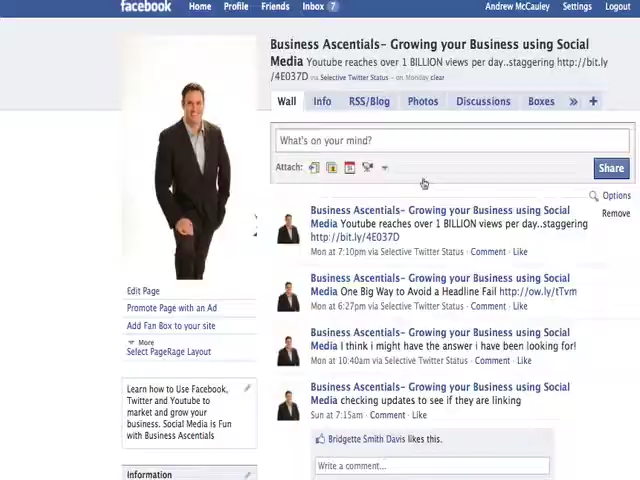 facebook Home Profile Friends Inbox 7 Andrew McCauley Settings Logout
Business Ascentials- Growing your Business using Social
Media Youtube reaches over 1 BILLION views per day..staggering http://bit.ly
/4E037D via Selective Twitter Status - on Monday clear
Wall Info RSS/Blog Photos Discussions Boxes » +
What's on your mind?
Attach: Share
Options
Remove
Business Ascentials- Growing your Business using Social
Media Youtube reaches over 1 BILLION views per day..staggering
http://bit.ly/4E037D
Mon at 7:10pm via Selective Twitter Status · Comment · Like
Business Ascentials- Growing your Business using Social
Media One Big Way to Avoid a Headline Fail http://ow.ly/tTvm
Mon at 6:27pm via Selective Twitter Status · Comment · Like
Business Ascentials- Growing your Business using Social
Media I think i might have the answer i have been looking for!
Mon at 10:40am via Selective Twitter Status · Comment · Like
Business Ascentials- Growing your Business using Social
Media checking updates to see if they are linking
Sun at 7:15am · Comment · Like
Bridgette Smith Davis likes this.
Write a comment...
Edit Page
Promote Page with an Ad
Add Fan Box to your site
More
Select PageRage Layout
Learn how to Use Facebook,
Twitter and Youtube to
market and grow your
business. Social Media is Fun
with Business Ascentials
Information